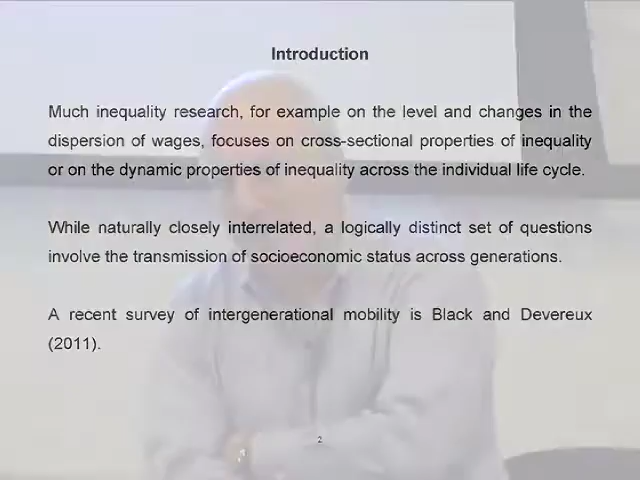 Introduction
Much inequality research, for example on the level and changes in the
dispersion of wages, focuses on cross-sectional properties of inequality
or on the dynamic properties of inequality across the individual life cycle.
While naturally closely interrelated, a logically distinct set of questions
involve the transmission of socioeconomic status across generations.
A recent survey of intergenerational mobility is Black and Devereux
(2011).
2